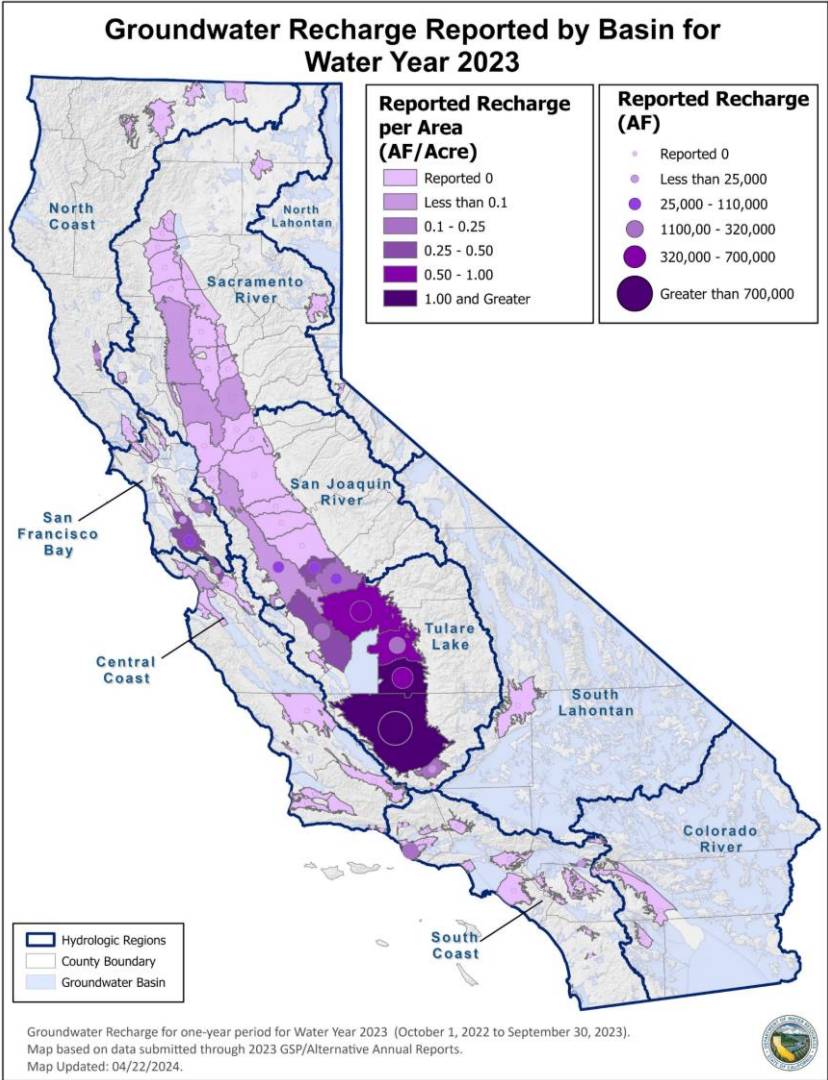 Groundwater Recharge Reported by Basin for
Water Year 2023
Reported Recharge
per Area
(AF/Acre)
Reported 0
Less than 0.1
0.1 - 0.25
0.25 - 0.50
0.50 - 1.00
1.00 and Greater
Reported Recharge
(AF)
Reported 0
Less than 25,000
25,000 - 110,000
1100,00 - 320,000
320,000 - 700,000
Greater than 700,000
North
Coast
North
Lahontan
Sacramento
River
San Joaquin
River
San
Francisco
Bay
Tulare
Lake
Central
Coast
South
Lahontan
Colorado
River
South
Coast
Hydrologic Regions
County Boundary
Groundwater Basin
Groundwater Recharge for one-year period for Water Year 2023 (October 1, 2022 to September 30, 2023).
Map based on data submitted through 2023 GSP/Alternative Annual Reports.
Map Updated: 04/22/2024.